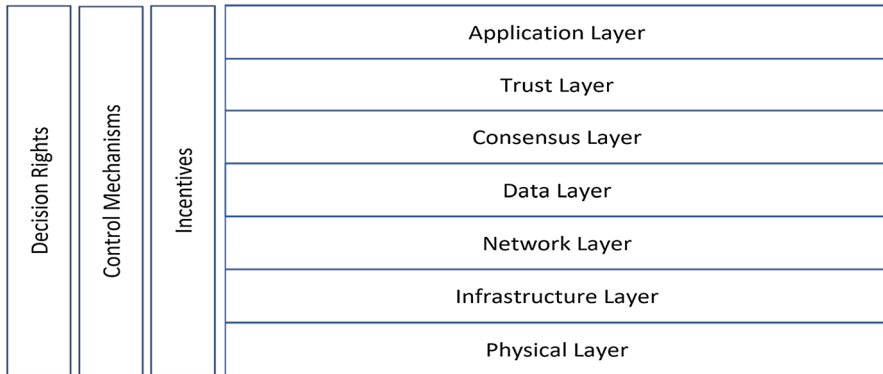 Decision Rights
Control Mechanisms
Incentives
Application Layer
Trust Layer
Consensus Layer
Data Layer
Network Layer
Infrastructure Layer
Physical Layer